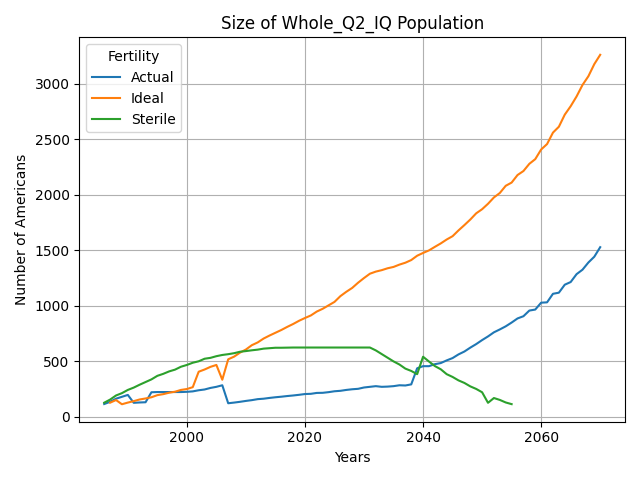 Size of Whole_Q2_IQ Population
Fertility
Actual
Ideal
Sterile
Number of Americans
3000
2500
2000
1500
1000
500
0
2000
2020
2040
2060
Years